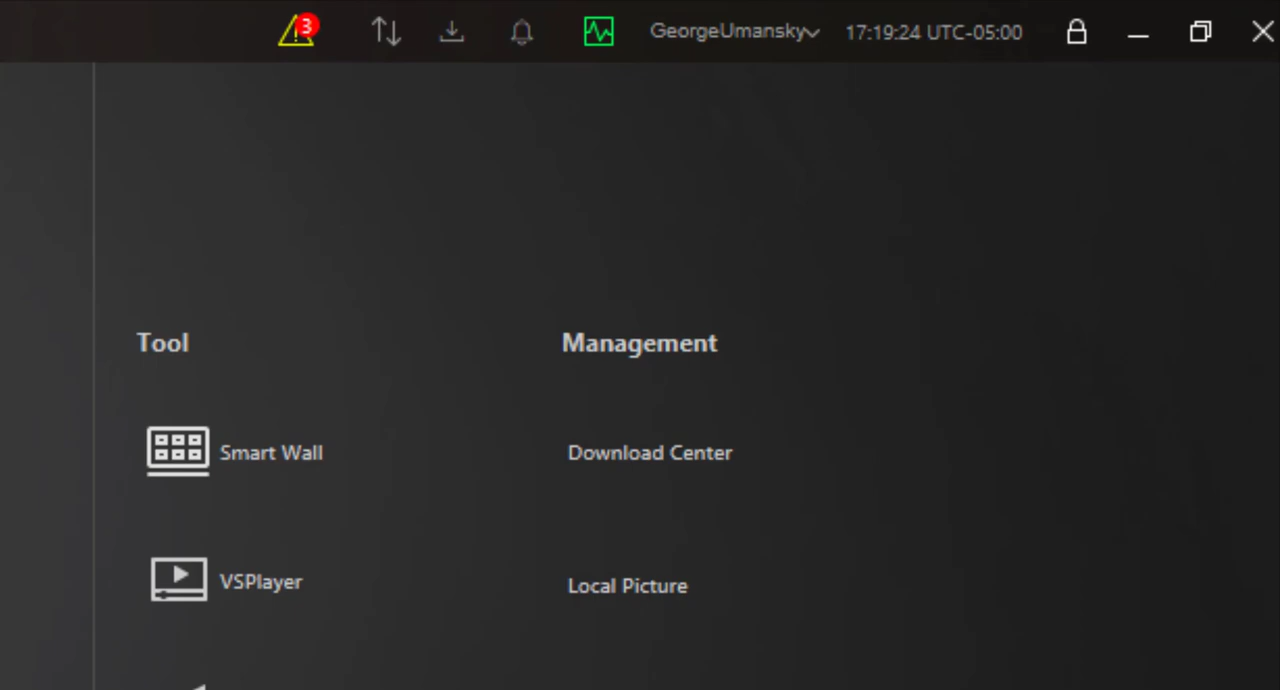 3
GeorgeUmansky
17:19:24 UTC-05:00
Tool
Management
Smart Wall
Download Center
VSPlayer
Local Picture